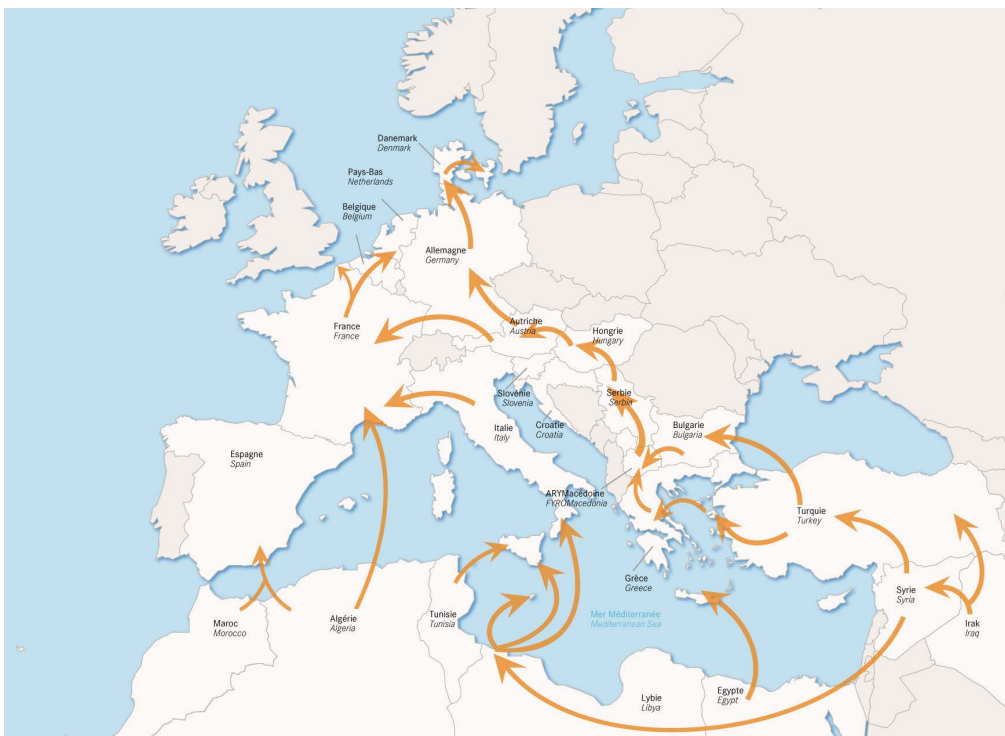 Danemark
Denmark
Pays-Bas
Netherlands
Belgique
Belgium
Allemagne
Germany
France
France
Autriche
Austria
Hongrie
Hungary
Slovénie
Slovenia
Serbie
Serbia
Croatie
Croatia
Bulgarie
Bulgaria
Italie
Italy
Espagne
Spain
ARYMacédoine
FYROMacedonia
Turquie
Turkey
Grèce
Greece
Syrie
Syria
Irak
Iraq
Maroc
Morocco
Algérie
Algeria
Tunisie
Tunisia
Mer Méditerranée
Mediterranean Sea
Lybie
Libya
Egypte
Egypt